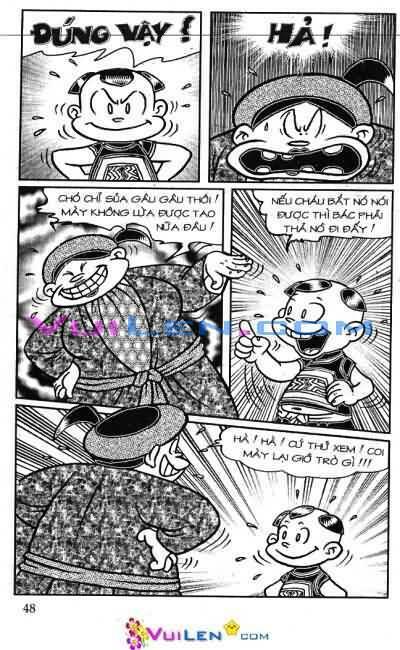 ĐÚNG VẬY !
HẢ !
CHÓ CHỈ SỦA GÂU GÂU THÔI !
MÀY KHÔNG LỪA ĐƯỢC TAO
NỮA ĐÂU !
NẾU CHÁU BẮT NÓ NÓI
ĐƯỢC THÌ BÁC PHẢI
THẢ NÓ ĐI ĐẤY !
VuiLen.com
HÀ ! HÀ ! CỨ THỬ XEM ! COI
MÀY LẠI GIỞ TRÒ GÌ !!!
48
VuiLen.com